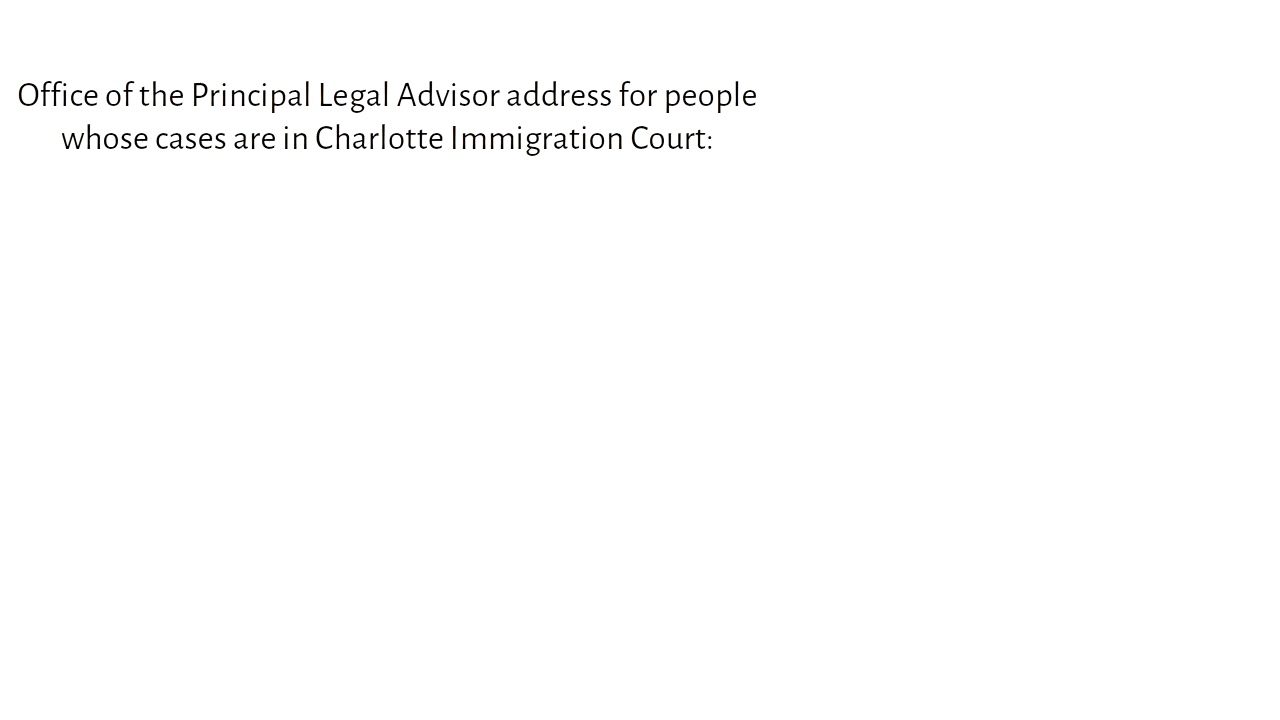 Office of the Principal Legal Advisor address for people
whose cases are in Charlotte Immigration Court: